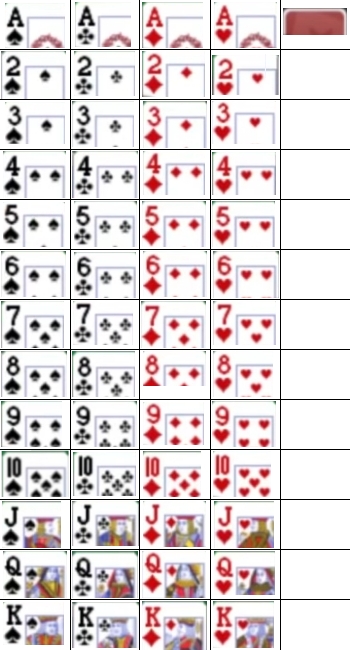 A A A A
2 2 2 2
3 3 3 3
4 4 4 4
5 5 5 5
6 6 6 6
7 7 7 7
8 8 8 8
9 9 9 9
10 10 10 10
J J J J
Q Q Q Q
K K K K